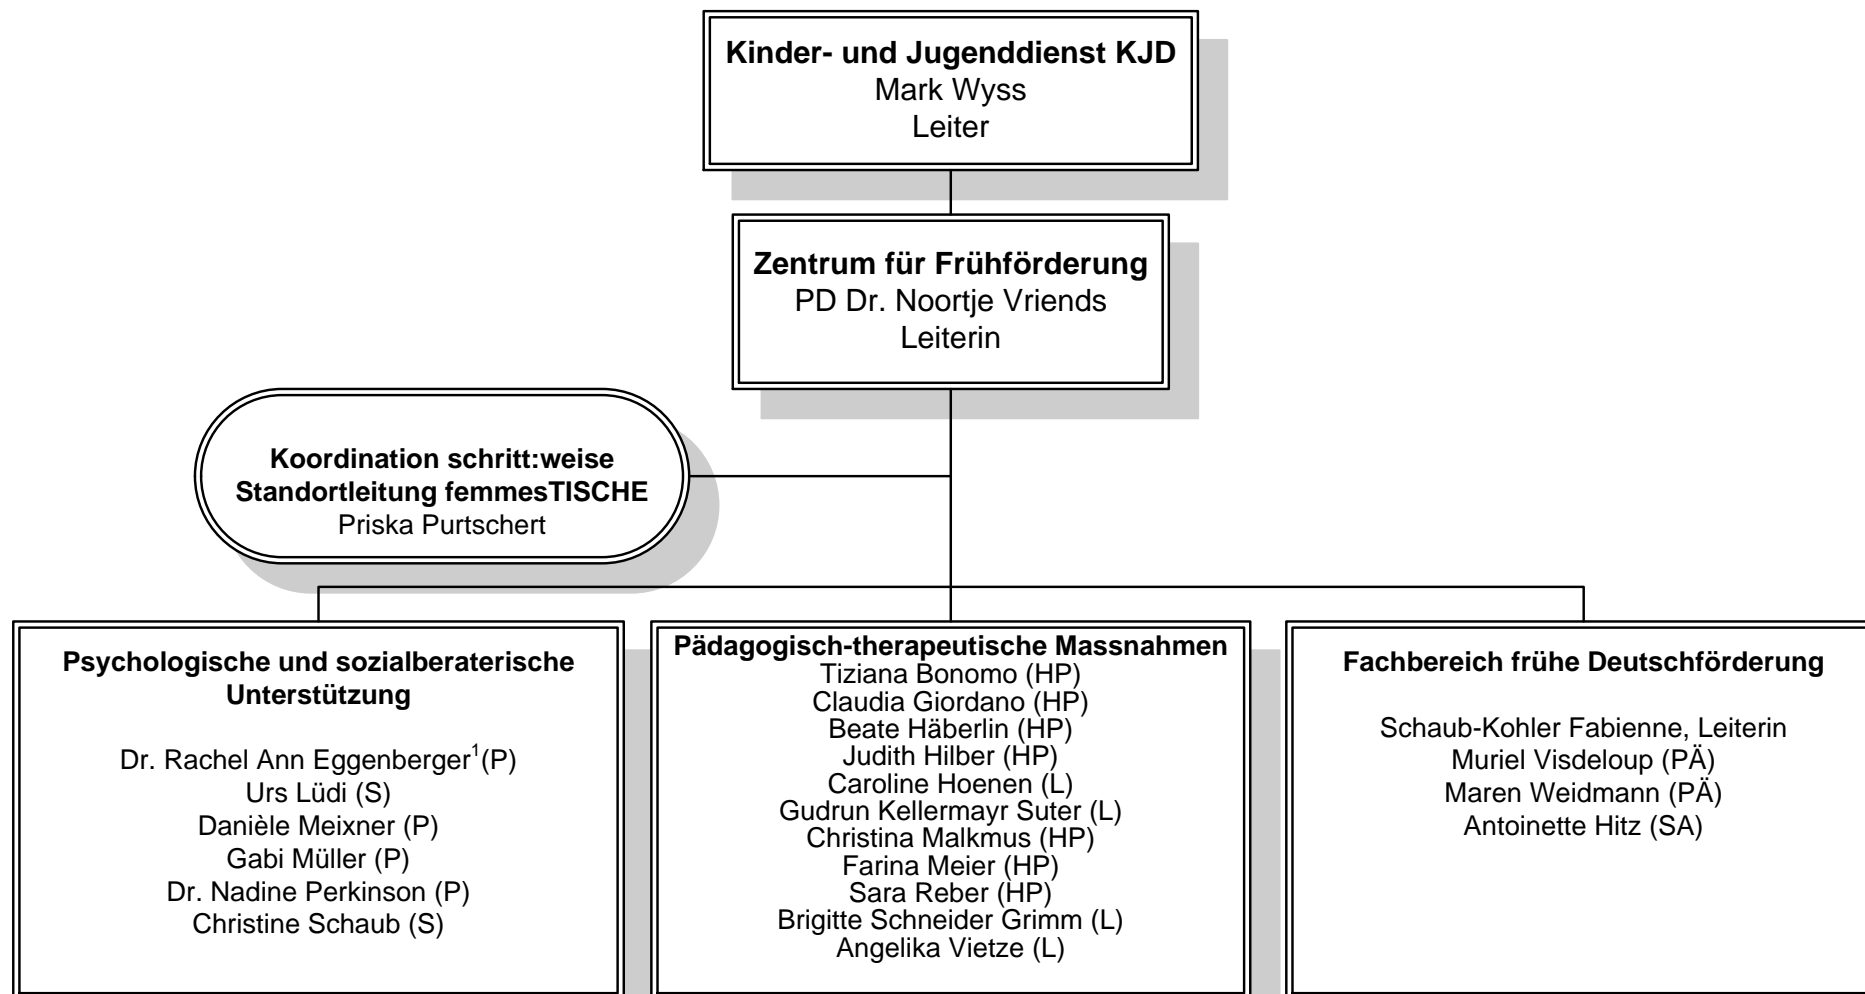 Kinder- und Jugenddienst KJD
Mark Wyss
Leiter
Zentrum für Frühförderung
PD Dr. Noortje Vriends
Leiterin
Koordination schritt:weise
Standortleitung femmesTISCHE
Priska Purtschert
Psychologische und sozialberaterische
Unterstützung
Dr. Rachel Ann Eggenberger¹(P)
Urs Lüdi (S)
Danièle Meixner (P)
Gabi Müller (P)
Dr. Nadine Perkinson (P)
Christine Schaub (S)
Pädagogisch-therapeutische Massnahmen
Tiziana Bonomo (HP)
Claudia Giordano (HP)
Beate Häberlin (HP)
Judith Hilber (HP)
Caroline Hoenen (L)
Gudrun Kellermayr Suter (L)
Christina Malkmus (HP)
Farina Meier (HP)
Sara Reber (HP)
Brigitte Schneider Grimm (L)
Angelika Vietze (L)
Fachbereich frühe Deutschförderung
Schaub-Kohler Fabienne, Leiterin
Muriel Visdeloup (PÄ)
Maren Weidmann (PÄ)
Antoinette Hitz (SA)